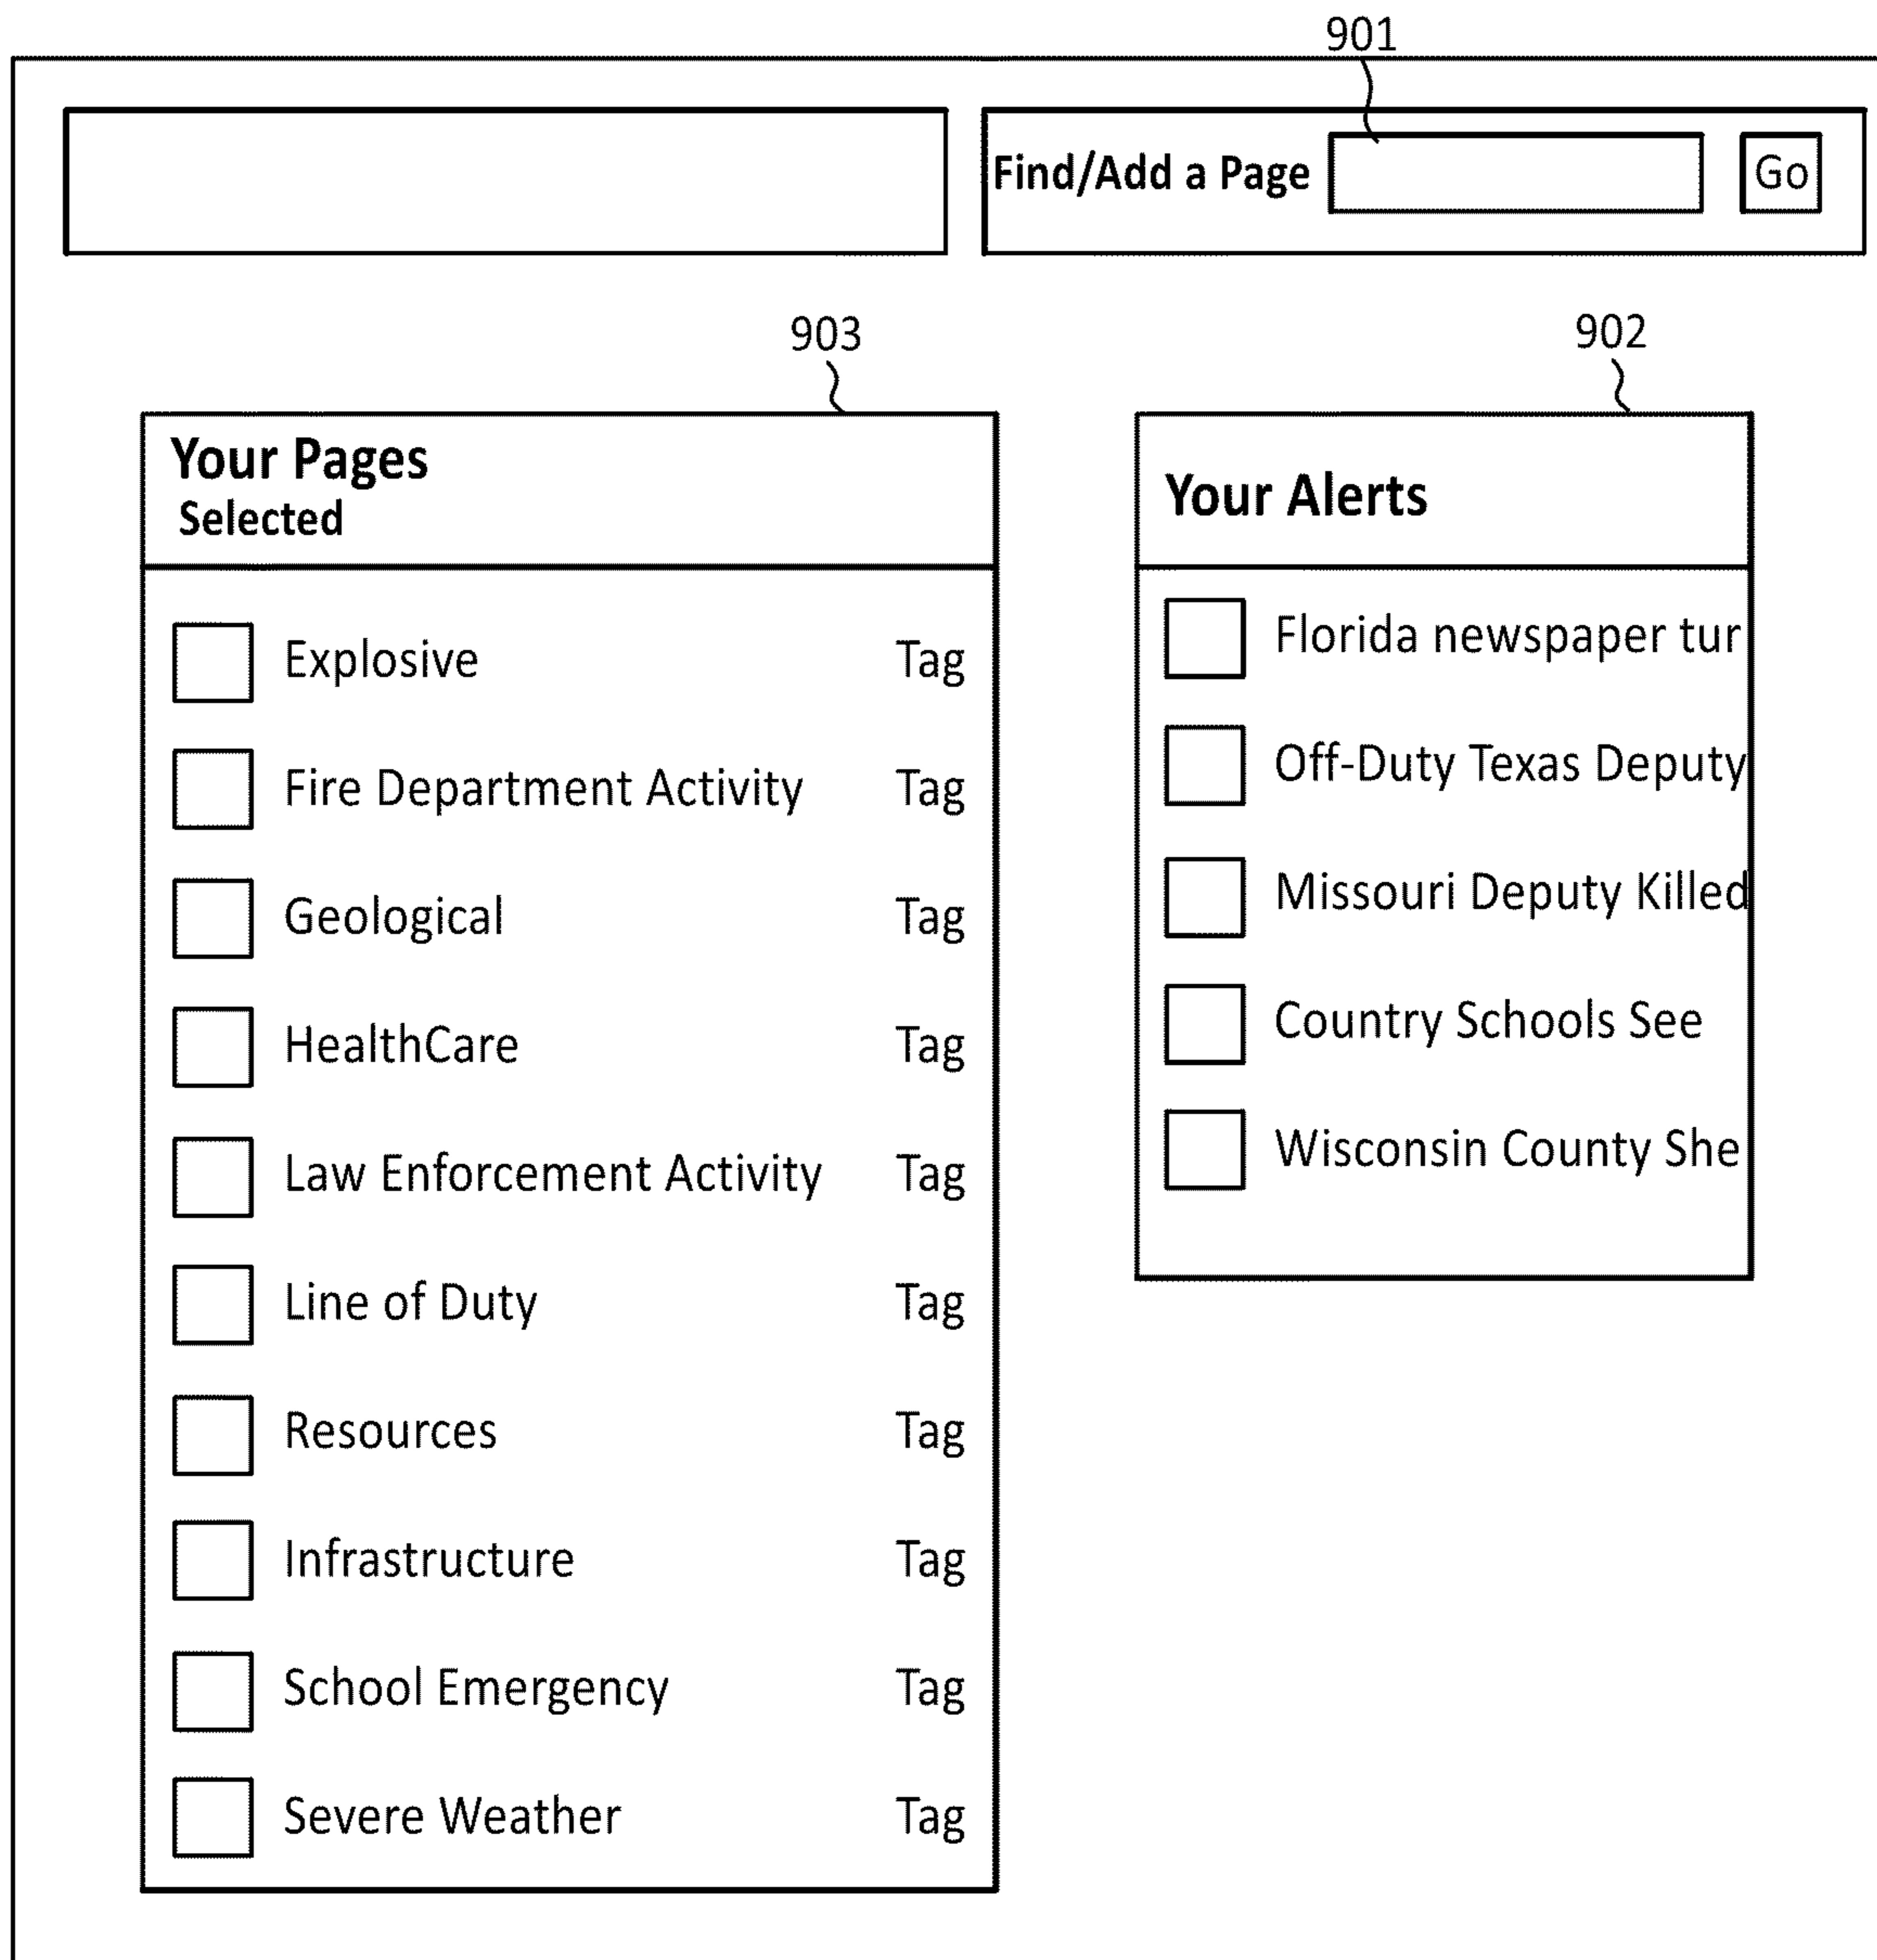 901
Find/Add a Page Go
903
902
Your Pages
Selected
Explosive Tag
Fire Department Activity Tag
Geological Tag
HealthCare Tag
Law Enforcement Activity Tag
Line of Duty Tag
Resources Tag
Infrastructure Tag
School Emergency Tag
Severe Weather Tag
Your Alerts
Florida newspaper tur
Off-Duty Texas Deputy
Missouri Deputy Killed
Country Schools See
Wisconsin County She